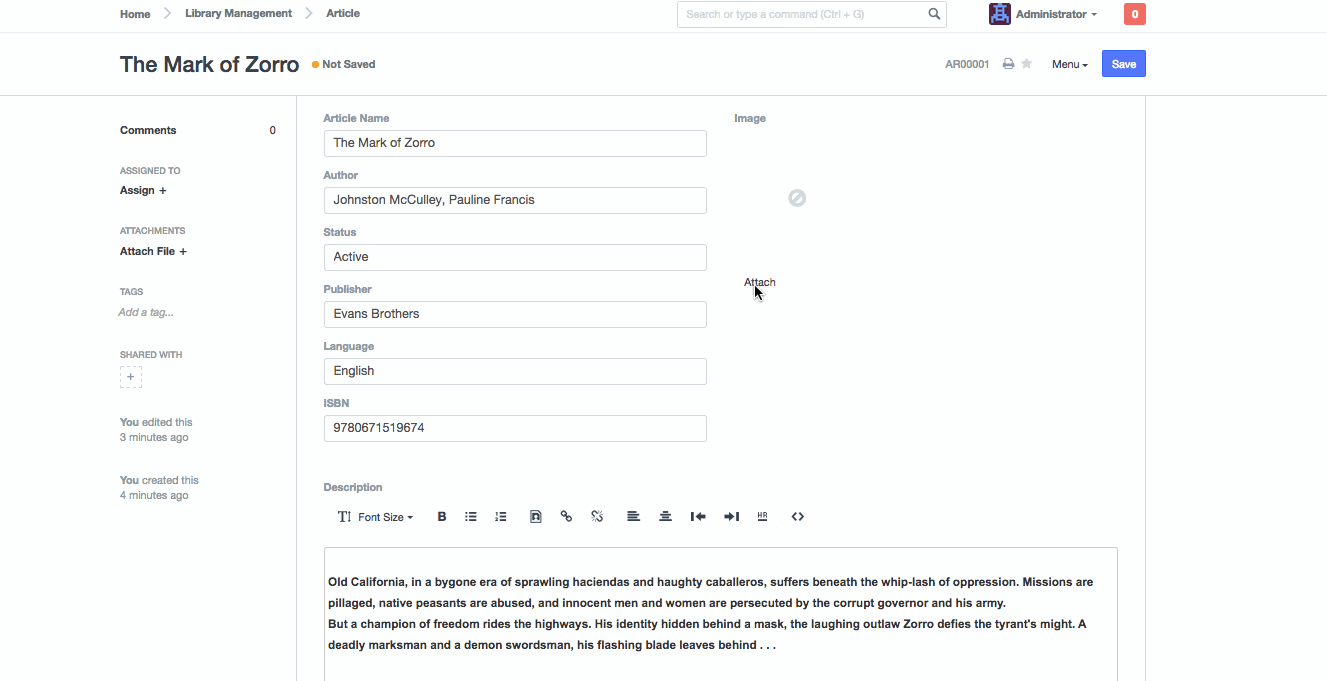 Home Library Management Article Search or type a command (Ctrl + G) Administrator 0
The Mark of Zorro Not Saved AR00001 Menu Save
Comments 0
ASSIGNED TO
Assign +
ATTACHMENTS
Attach File +
TAGS
Add a tag...
SHARED WITH
+
You edited this
3 minutes ago
You created this
4 minutes ago
Article Name
The Mark of Zorro
Author
Johnston McCulley, Pauline Francis
Status
Active
Publisher
Evans Brothers
Language
English
ISBN
9780671519674
Image
Attach
Description
Font Size B HR
Old California, in a bygone era of sprawling haciendas and haughty caballeros, suffers beneath the whip-lash of oppression. Missions are
pillaged, native peasants are abused, and innocent men and women are persecuted by the corrupt governor and his army.
But a champion of freedom rides the highways. His identity hidden behind a mask, the laughing outlaw Zorro defies the tyrant's might. A
deadly marksman and a demon swordsman, his flashing blade leaves behind . . .